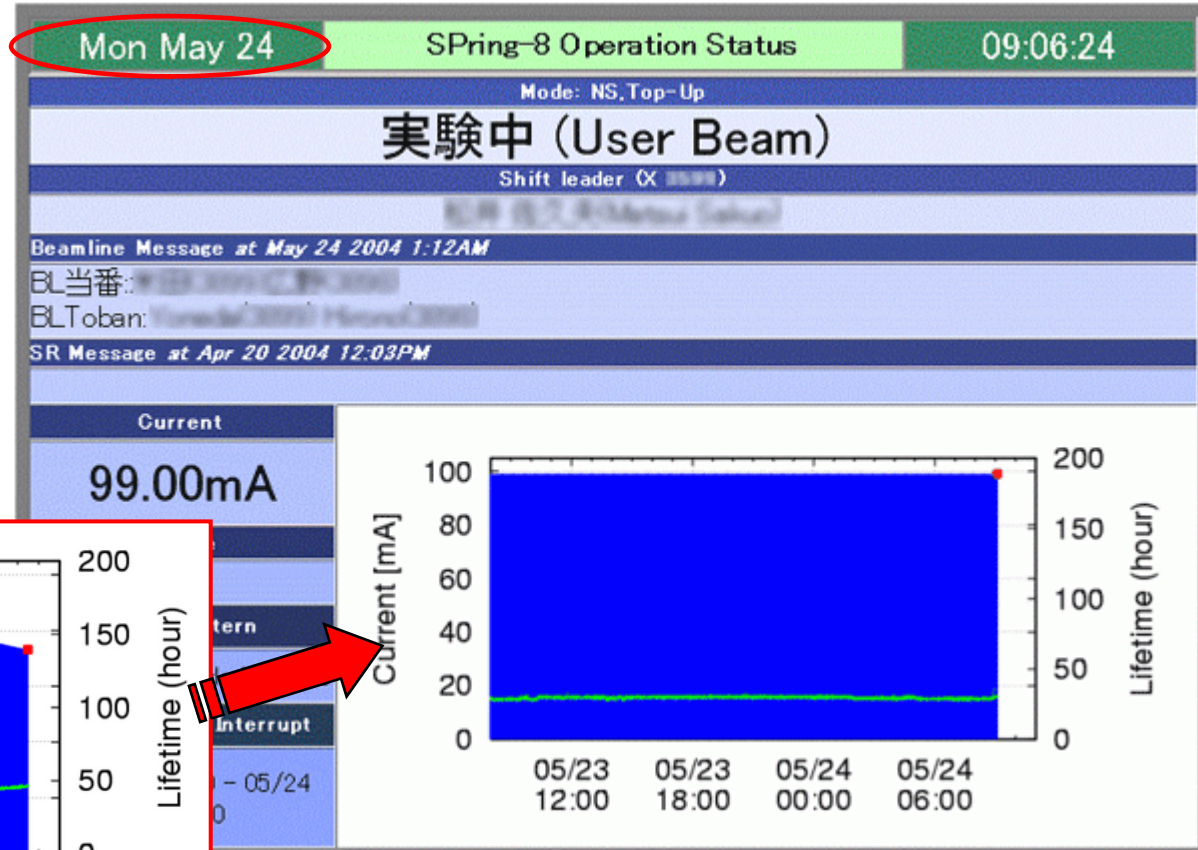 Mon May 24
SPring-8 Operation Status
09:06:24
Mode: NS,Top-Up
実験中 (User Beam)
Shift leader (X )
Beamline Message at May 24 2004 1:12AM
BL当番:
BLToban:
SR Message at Apr 20 2004 12:03PM
Current
99.00mA
tern
Interrupt
- 05/24
0
Current [mA]
100
80
60
40
20
0
200
150
100
50
0
Lifetime (hour)
05/23
12:00
05/23
18:00
05/24
00:00
05/24
06:00
200
150
100
50
Lifetime (hour)